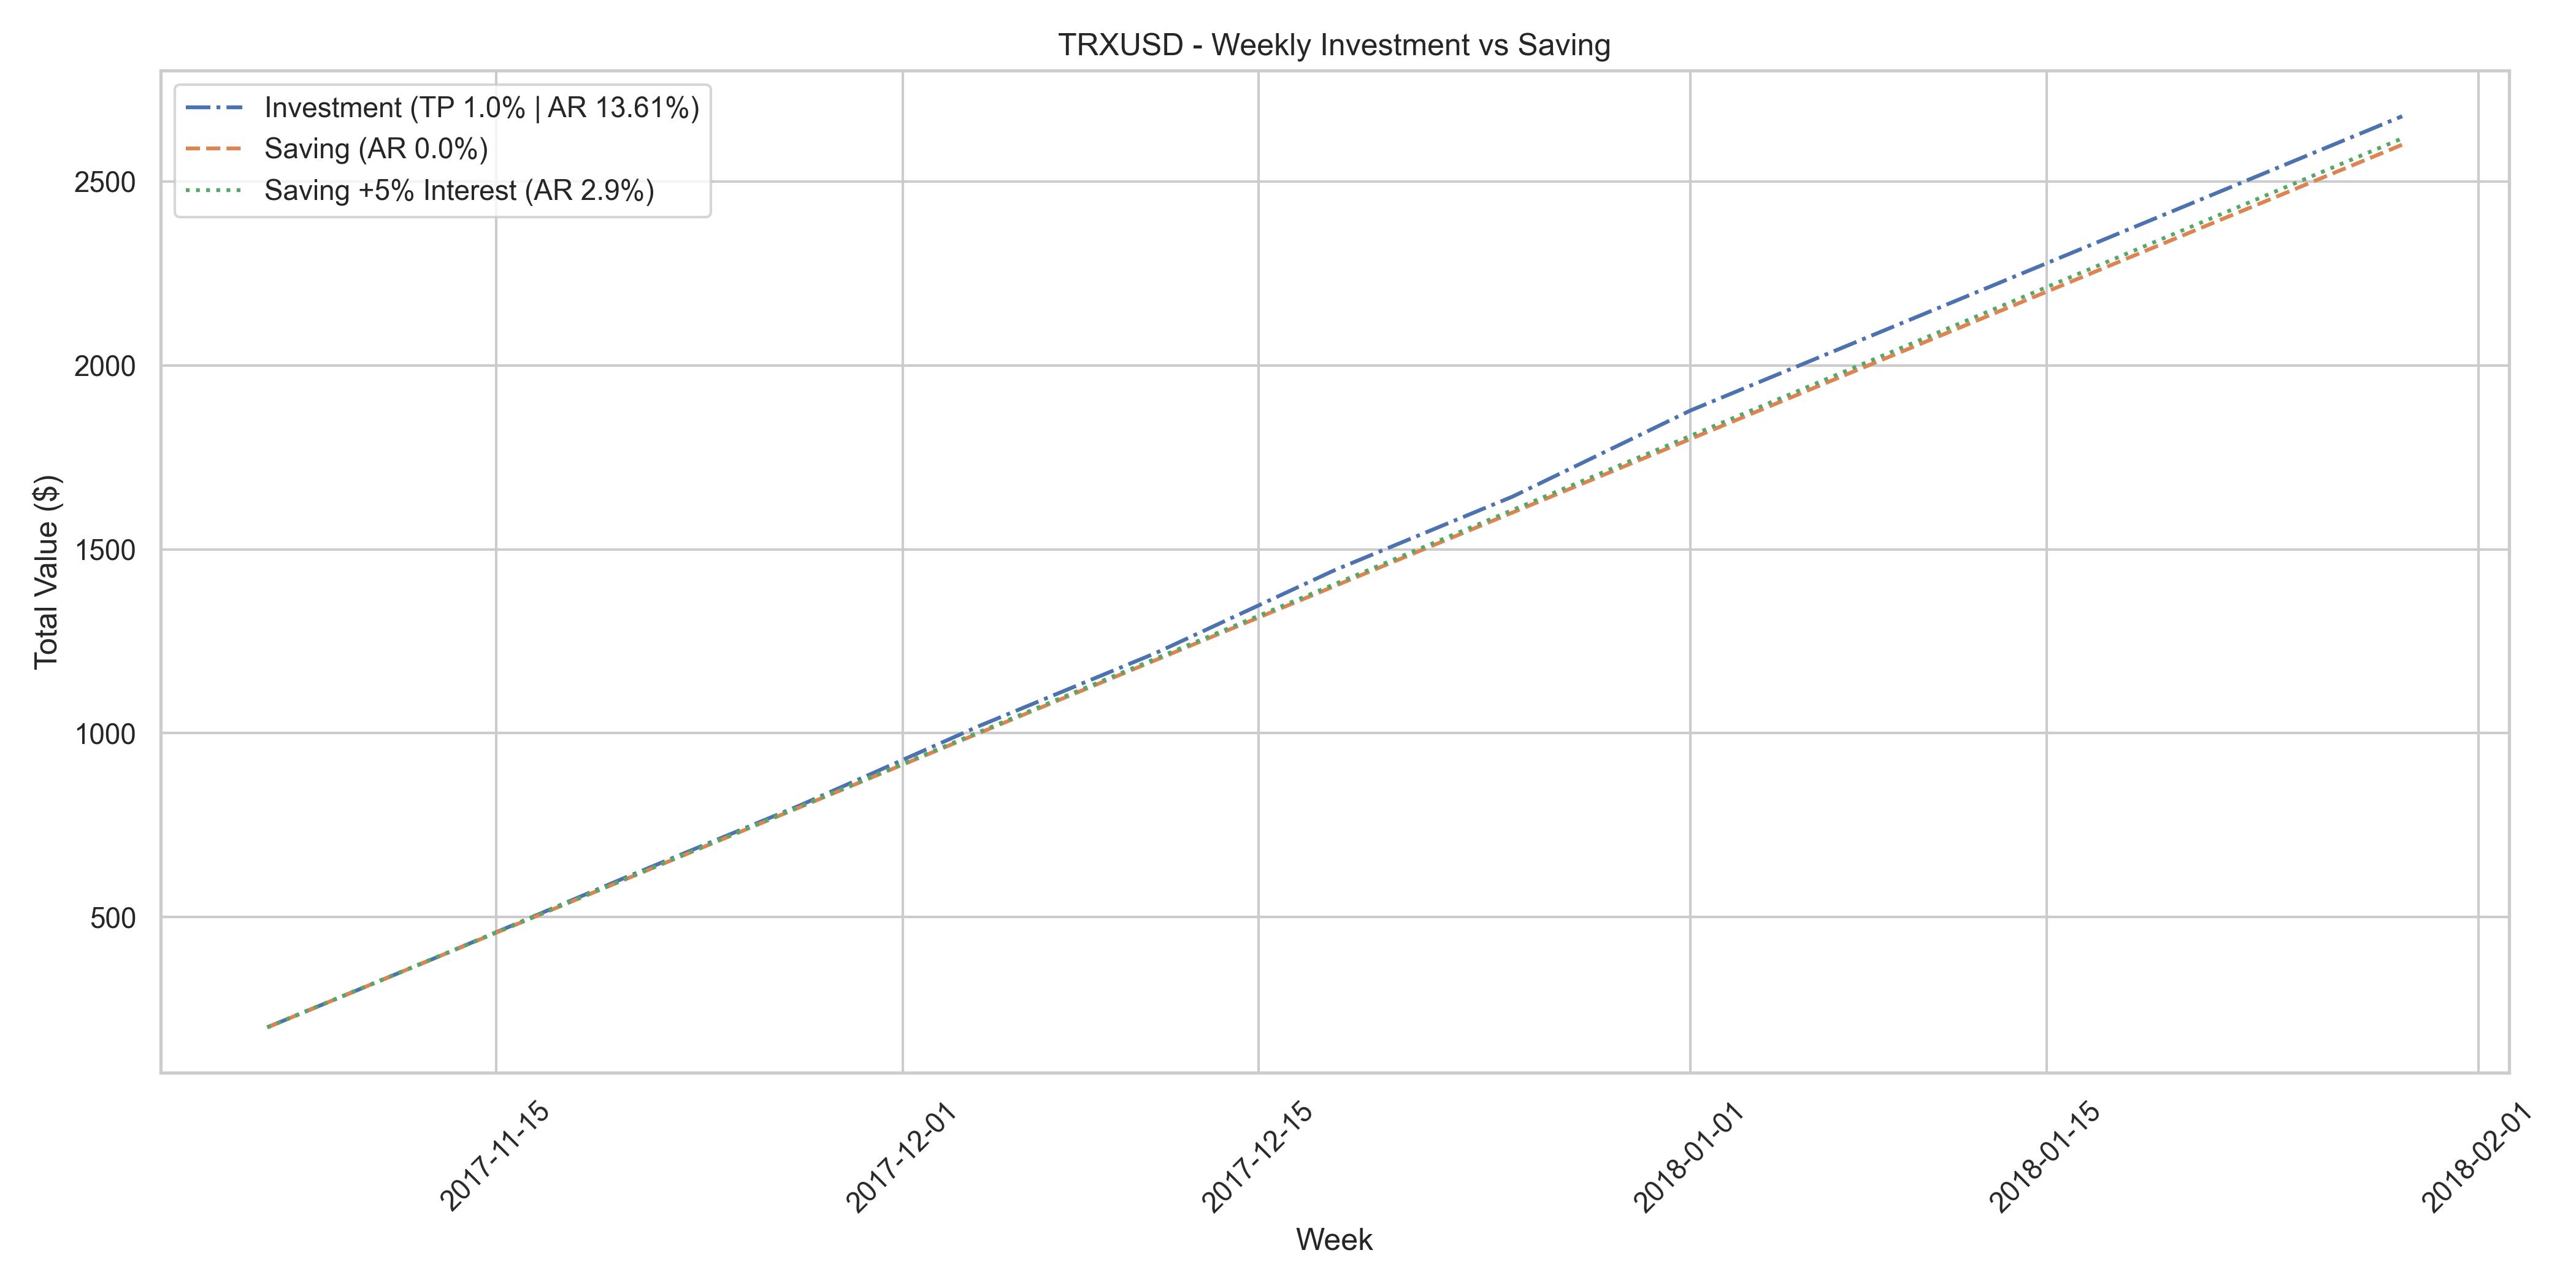 TRXUSD - Weekly Investment vs Saving
Investment (TP 1.0% | AR 13.61%)
Saving (AR 0.0%)
Saving +5% Interest (AR 2.9%)
Total Value ($)
2500
2000
1500
1000
500
2017-11-15
2017-12-01
2017-12-15
2018-01-01
2018-01-15
2018-02-01
Week